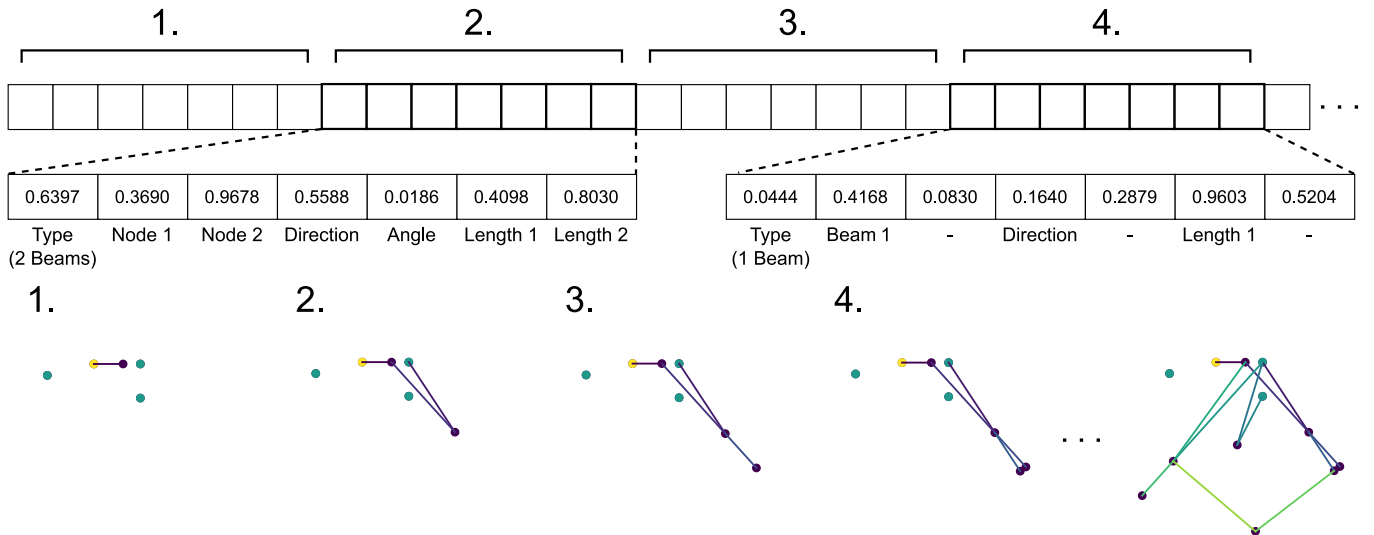 1. 2. 3. 4.
. . .
0.6397 0.3690 0.9678 0.5588 0.0186 0.4098 0.8030
0.0444 0.4168 0.0830 0.1640 0.2879 0.9603 0.5204
Type Node 1 Node 2 Direction Angle Length 1 Length 2
(2 Beams)
Type Beam 1 - Direction - Length 1 -
(1 Beam)
1. 2. 3. 4.
. . .